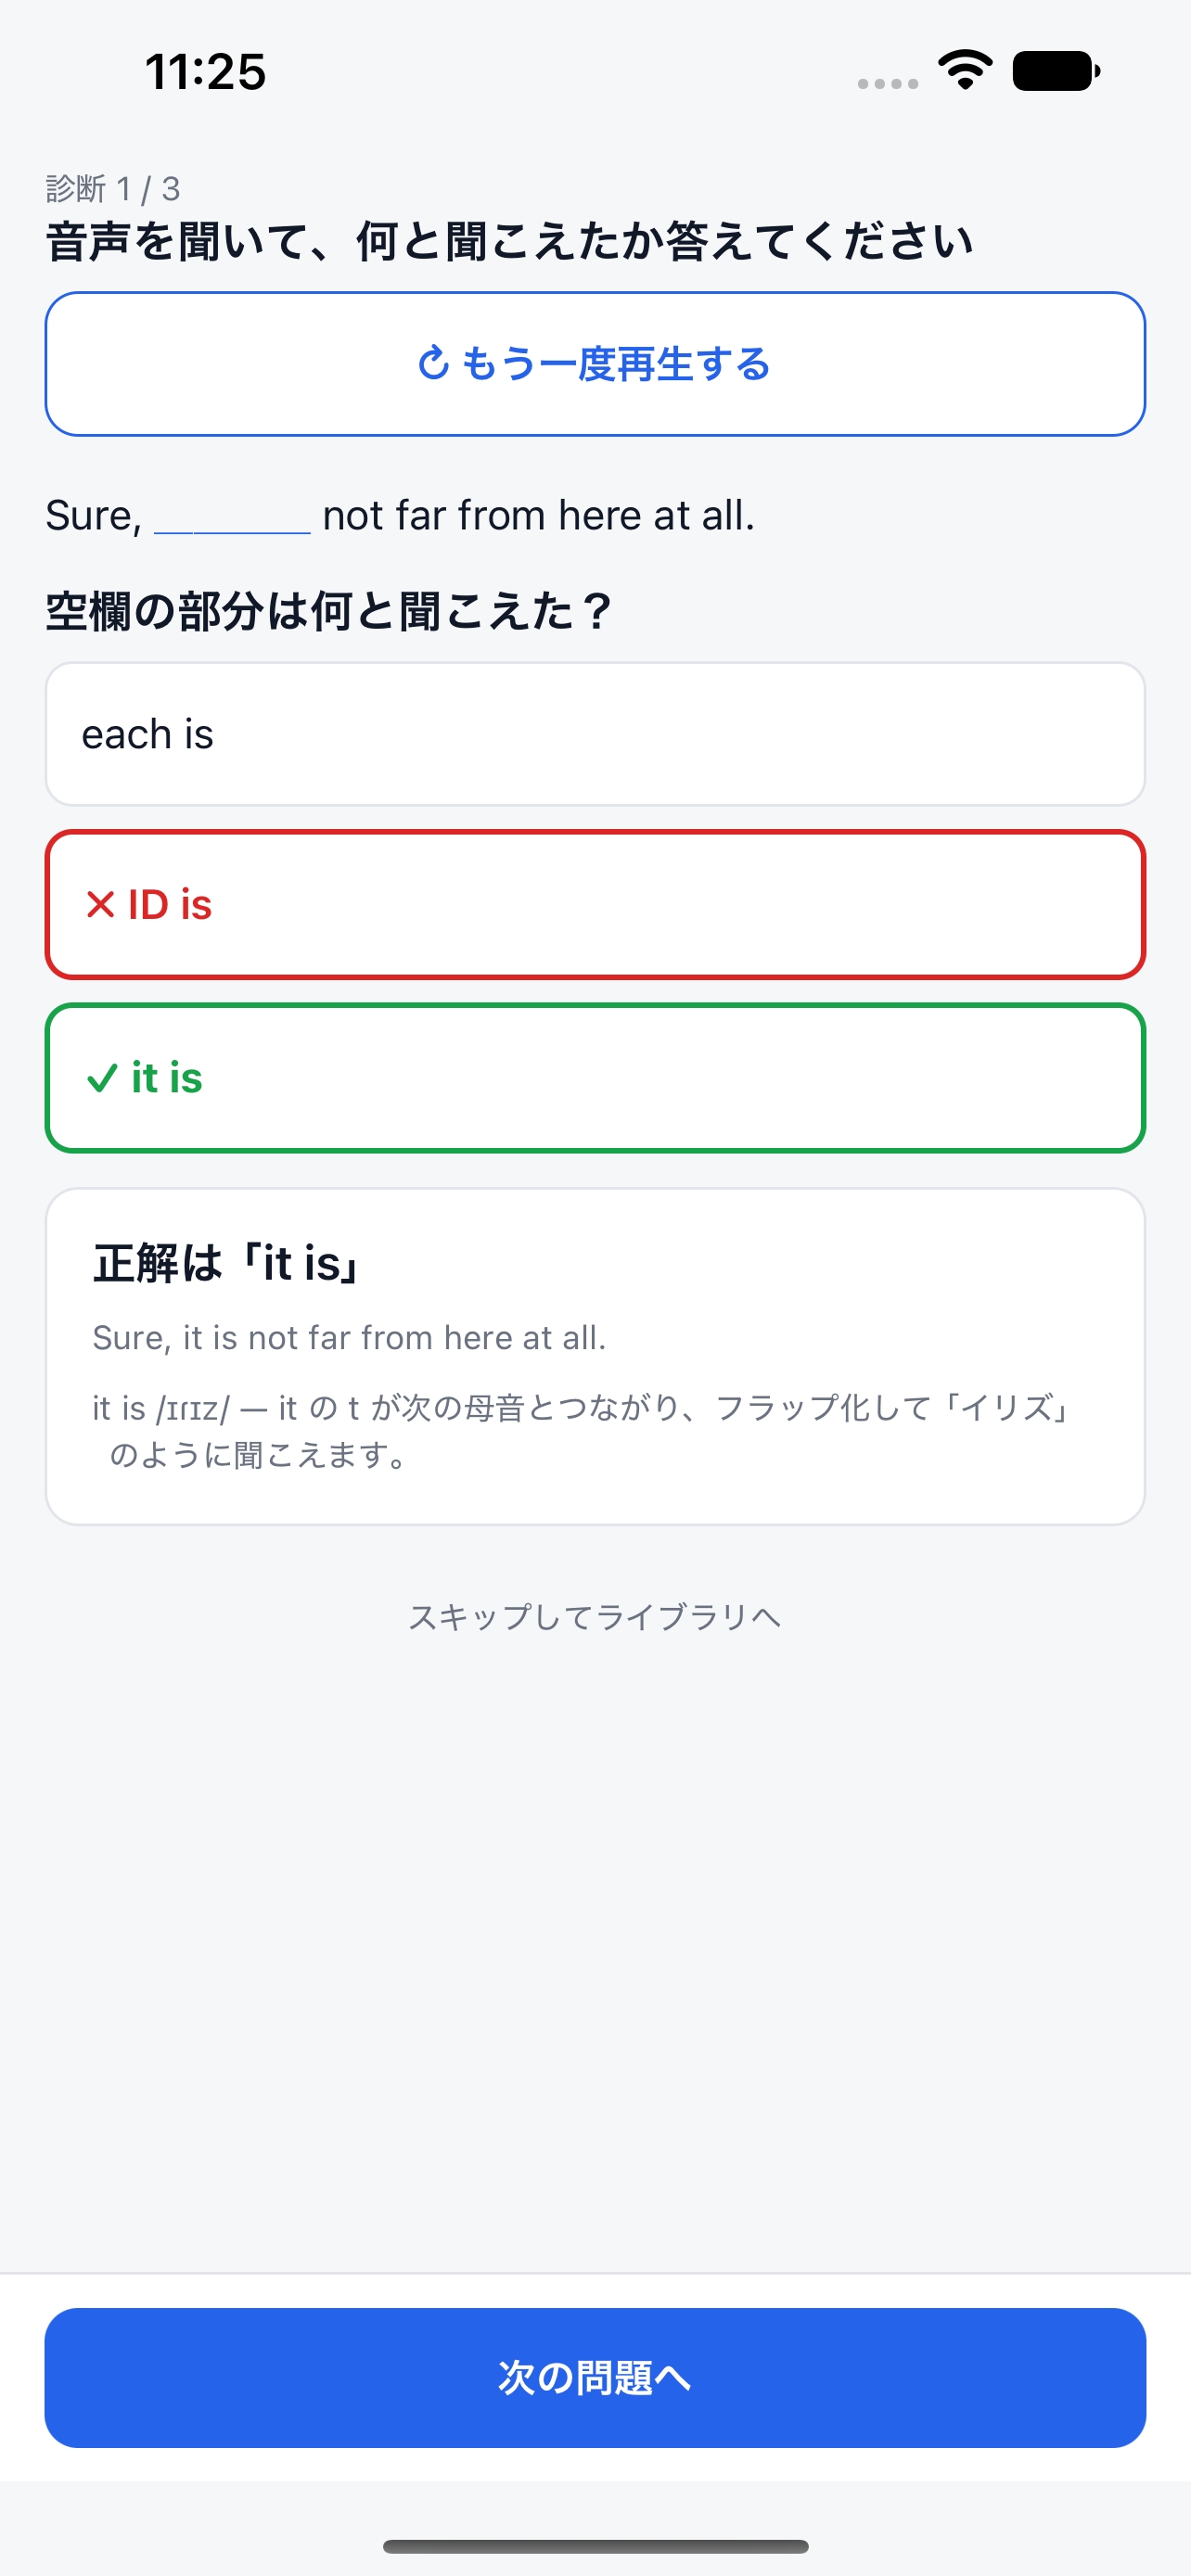 11:25
診断 1 / 3
音声を聞いて、何と聞こえたか答えてください
↻ もう一度再生する
Sure, ________ not far from here at all.
空欄の部分は何と聞こえた？
each is
✕ ID is
✓ it is
正解は「it is」
Sure, it is not far from here at all.
it is /ɪɾɪz/ — it の t が次の母音とつながり、フラップ化して「イリズ」
のように聞こえます。
スキップしてライブラリへ
次の問題へ